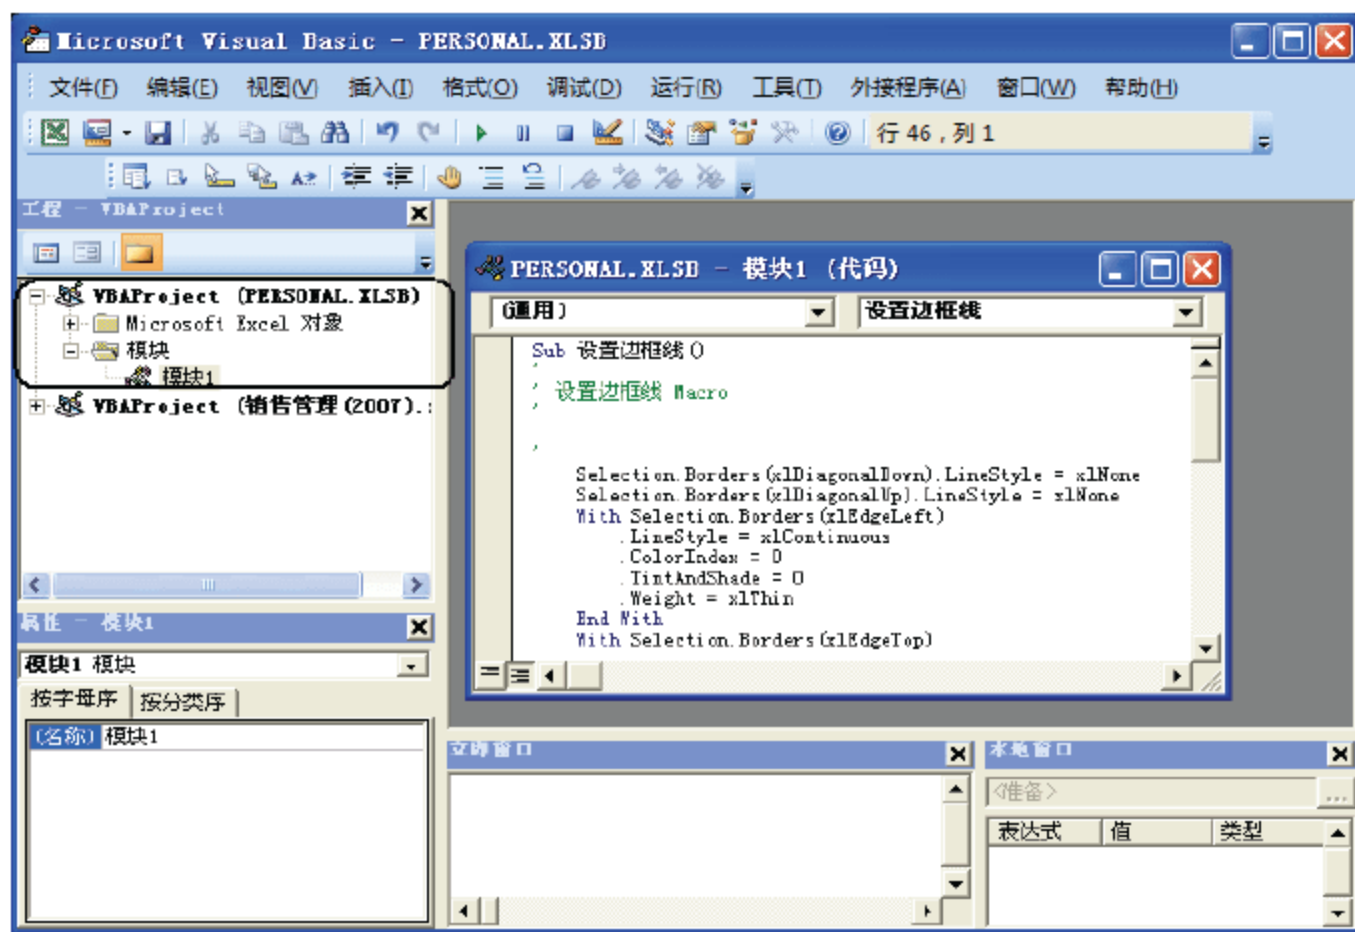 Microsoft Visual Basic - PERSONAL.XLSB
文件(F) 编辑(E) 视图(V) 插入(I) 格式(O) 调试(D) 运行(R) 工具(T) 外接程序(A) 窗口(W) 帮助(H)
行 46 , 列 1
工程 - VBAProject
VBAProject (PERSONAL.XLSB)
Microsoft Excel 对象
模块
模块1
VBAProject (销售管理(2007).
属性 - 模块1
模块1 模块
按字母序 按分类序
(名称) 模块1
PERSONAL.XLSB - 模块1 (代码)
(通用) 设置边框线
Sub 设置边框线()
'
' 设置边框线 Macro
'
'
Selection.Borders(xlDiagonalDown).LineStyle = xlNone
Selection.Borders(xlDiagonalUp).LineStyle = xlNone
With Selection.Borders(xlEdgeLeft)
.LineStyle = xlContinuous
.ColorIndex = 0
.TintAndShade = 0
.Weight = xlThin
End With
With Selection.Borders(xlEdgeTop)
立即窗口
本地窗口
<准备>
...
表达式 值 类型